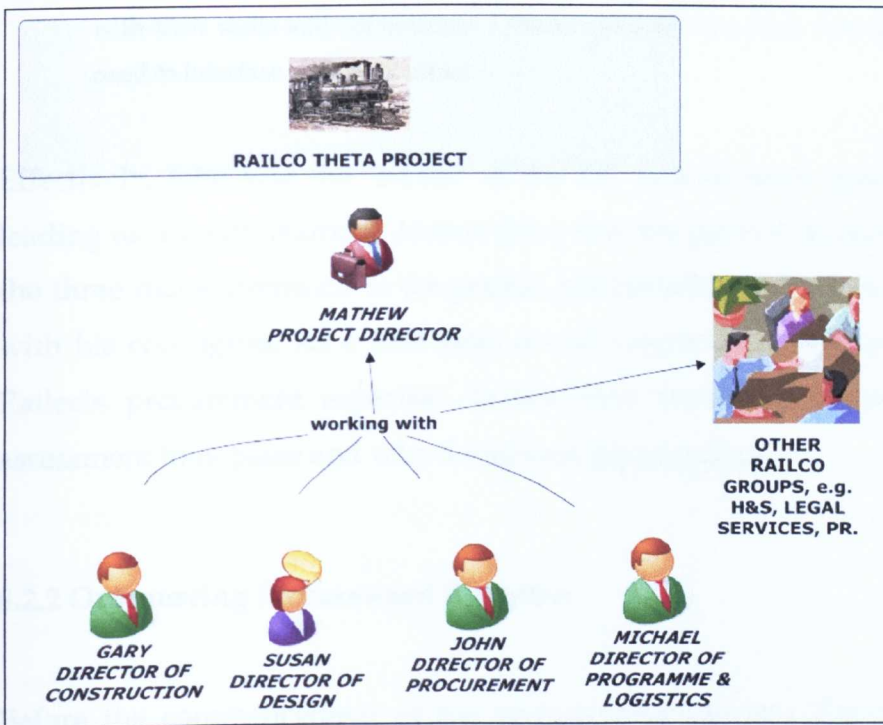 RAILCO THETA PROJECT
MATHEW
PROJECT DIRECTOR
working with
OTHER
RAILCO
GROUPS, e.g.
H&S, LEGAL
SERVICES, PR.
GARY
DIRECTOR OF
CONSTRUCTION
SUSAN
DIRECTOR OF
DESIGN
JOHN
DIRECTOR OF
PROCUREMENT
MICHAEL
DIRECTOR OF
PROGRAMME &
LOGISTICS